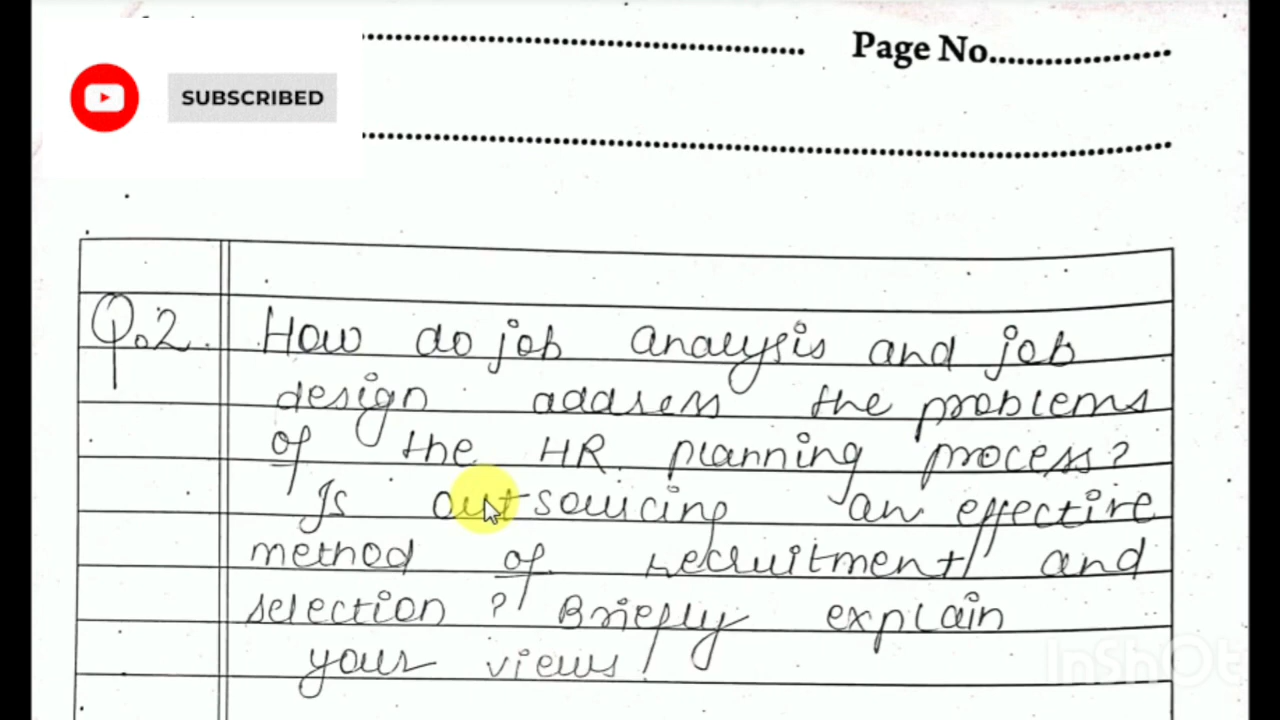 Page No.
SUBSCRIBED
Q.2. How do job analysis and job
design address the problems
of the HR planning process?
Is outsourcing an effective
method of recruitment and
selection? Briefly explain
your views!
InShOt